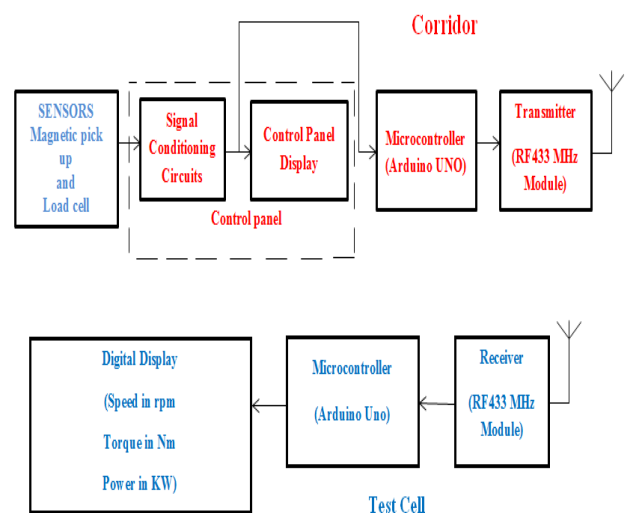 Corridor
SENSORS
Magnetic pick
up
and
Load cell
Signal
Conditioning
Circuits
Control Panel
Display
Control panel
Microcontroller
(Arduino UNO)
Transmitter
(RF433 MHz
Module)
Digital Display
(Speed in rpm
Torque in Nm
Power in KW)
Microcontroller
(Arduino Uno)
Receiver
(RF433 MHz
Module)
Test Cell